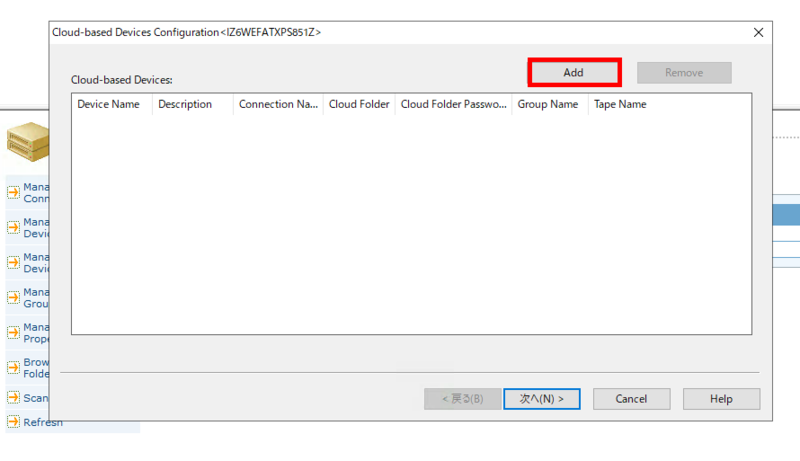 Cloud-based Devices Configuration<IZ6WEFATXPS851Z>
Add
Remove
Cloud-based Devices:
Device Name Description Connection Na... Cloud Folder Cloud Folder Passwo... Group Name Tape Name
Mana
Conn
Mana
Devi
Mana
Devi
Mana
Grou
Mana
Prope
Brow
Folde
Scan
Refresh
< 戻る(B)
次へ(N) >
Cancel
Help